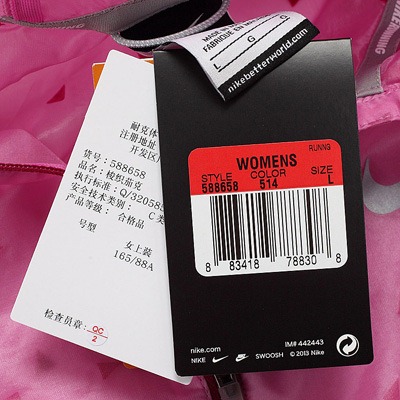 L G G
MADE IN
FABRIQUÉ EN
nikebetterworld.com
RUNNING
耐克体
注册地址
开发区
货号: 588658
品名: 梭织茄克
执行标准: Q/320585
安全技术类别: C类
产品等级: 合格品
号型
女上装
165/88A
检查员章:
QC
2
RUNNG
WOMENS
STYLE COLOR SIZE
588658 514 L
8 83418 78830 8
nike.com IM# 442443
NIKE SWOOSH © 2013 Nike